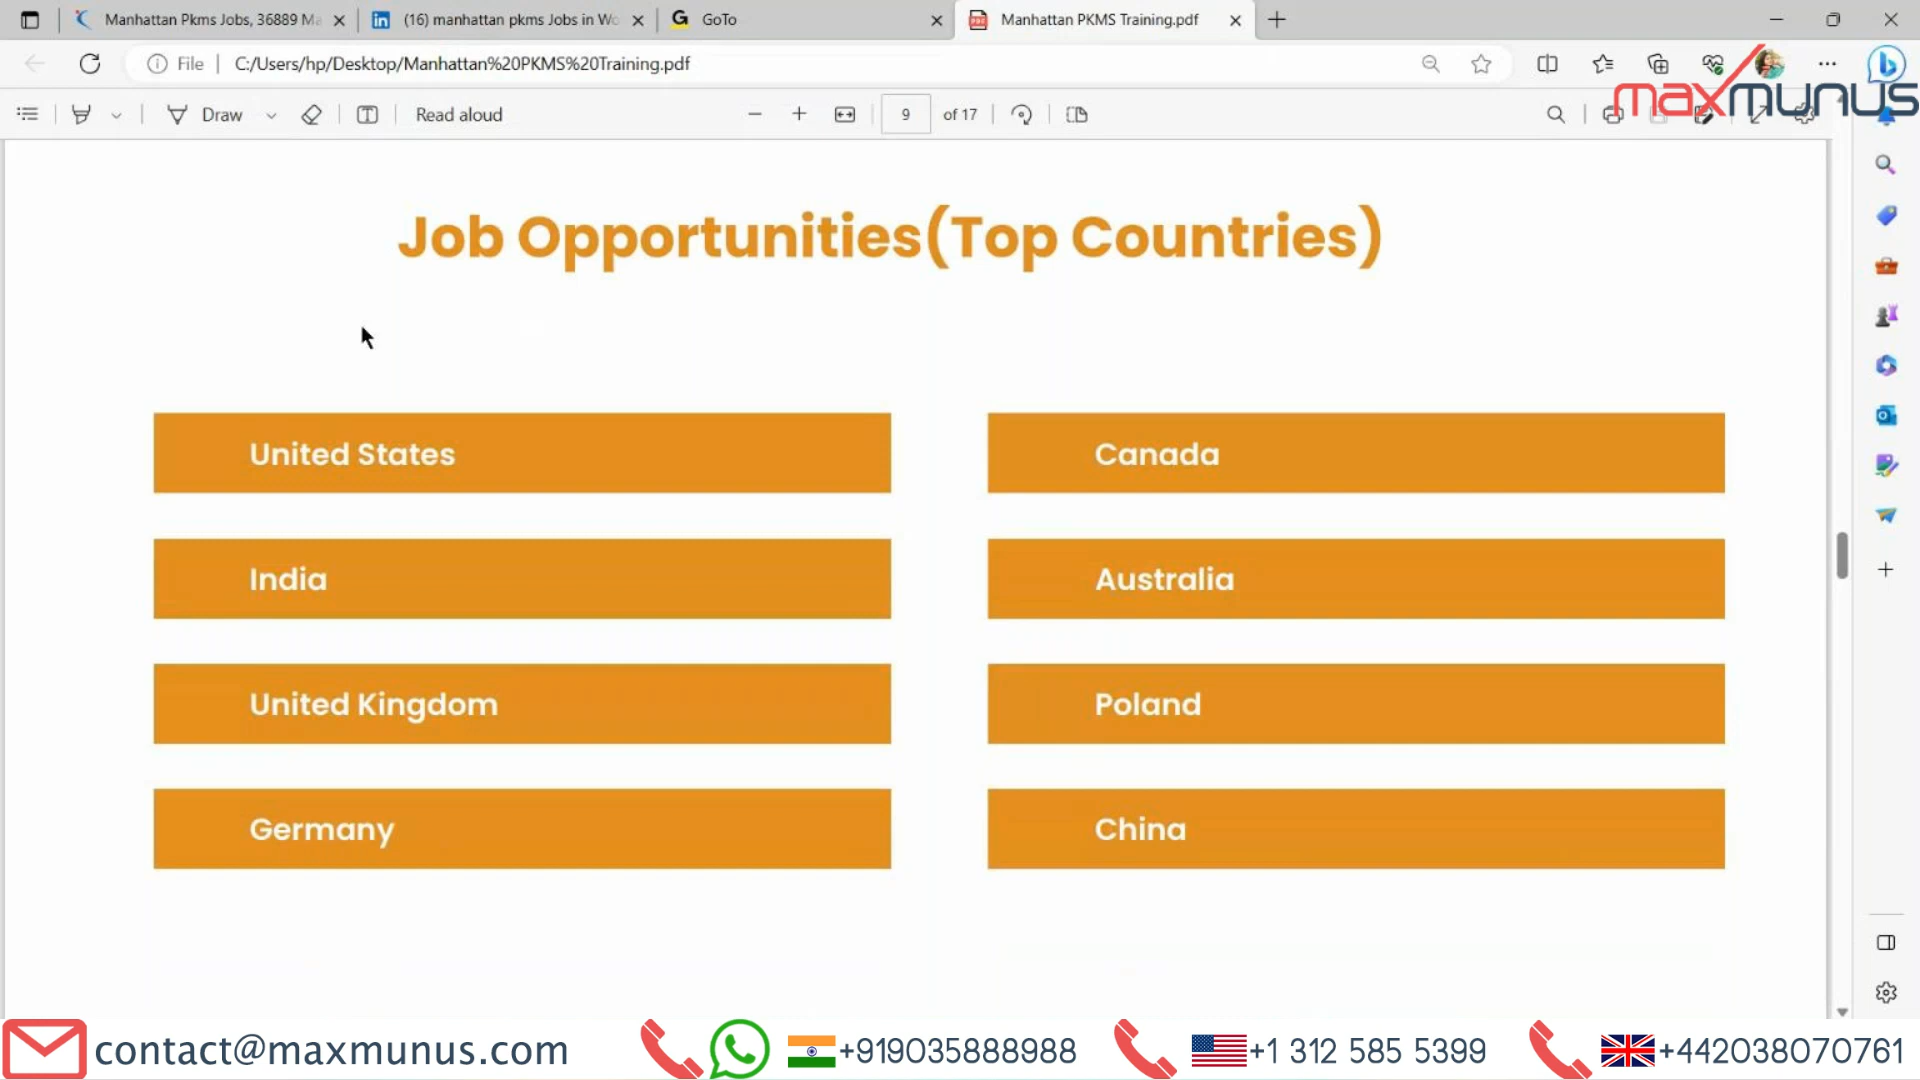 Manhattan Pkms Jobs, 36889 Ma
(16) manhattan pkms Jobs in Wo
GoTo
Manhattan PKMS Training.pdf
File
C:/Users/hp/Desktop/Manhattan%20PKMS%20Training.pdf
maxmunus
Draw
Read aloud
9
of 17
Job Opportunities(Top Countries)
United States
Canada
India
Australia
United Kingdom
Poland
Germany
China
contact@maxmunus.com
+919035888988
+1 312 585 5399
+442038070761